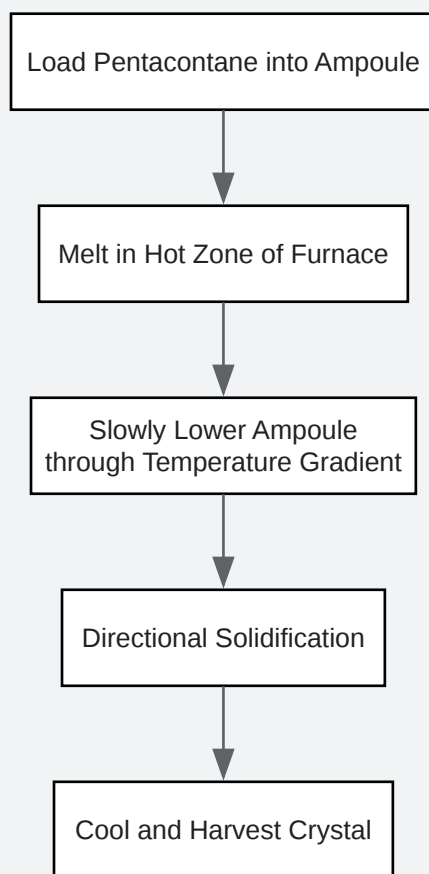 Load Pentacontane into Ampoule
Melt in Hot Zone of Furnace
Slowly Lower Ampoule
through Temperature Gradient
Directional Solidification
Cool and Harvest Crystal